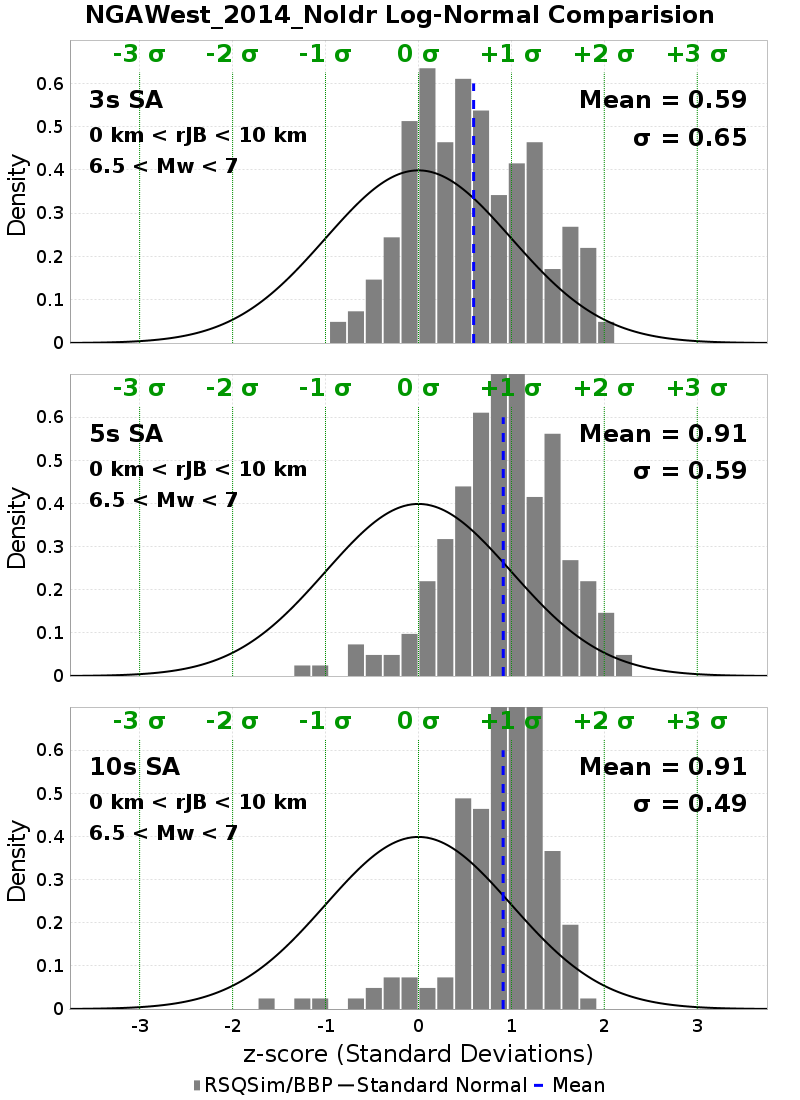 NGAWest_2014_NoIdr Log-Normal Comparision
-3 σ -2 σ -1 σ 0 σ +1 σ +2 σ +3 σ
3s SA
0 km < rJB < 10 km
6.5 < Mw < 7
Mean = 0.59
σ = 0.65
Density
0.6
0.5
0.4
0.3
0.2
0.1
0
-3 σ -2 σ -1 σ 0 σ +1 σ +2 σ +3 σ
5s SA
0 km < rJB < 10 km
6.5 < Mw < 7
Mean = 0.91
σ = 0.59
Density
0.6
0.5
0.4
0.3
0.2
0.1
0
-3 σ -2 σ -1 σ 0 σ +1 σ +2 σ +3 σ
10s SA
0 km < rJB < 10 km
6.5 < Mw < 7
Mean = 0.91
σ = 0.49
Density
0.6
0.5
0.4
0.3
0.2
0.1
0
-3 -2 -1 0 1 2 3
z-score (Standard Deviations)
RSQSim/BBP Standard Normal Mean